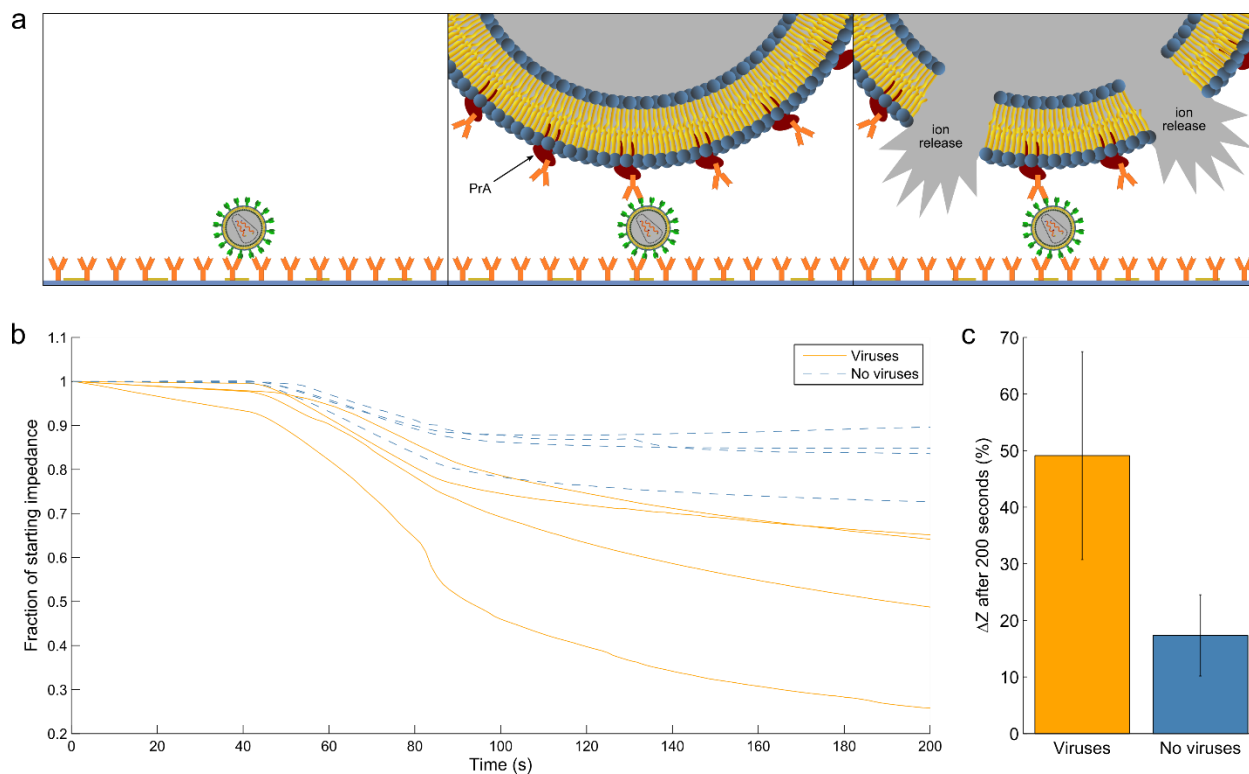 a
PrA
ion
release
ion
release
b
1.1
1
0.9
0.8
0.7
0.6
0.5
0.4
0.3
0.2
Fraction of starting impedance
Viruses
No viruses
0
20
40
60
80
100
120
140
160
180
200
Time (s)
c
70
60
50
40
30
20
10
0
ΔZ after 200 seconds (%)
Viruses
No viruses